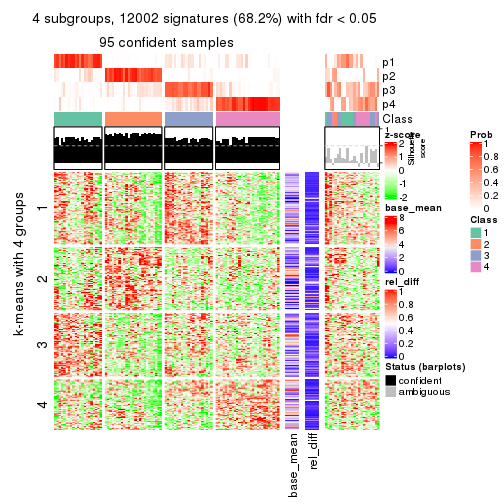 4 subgroups, 12002 signatures (68.2%) with fdr < 0.05
95 confident samples
p1
p2
p3
p4
Class
1
0
Silhouette
score
k-means with 4 groups
1
2
3
4
base_mean
rel_diff
z-score
2
1
0
-1
-2
base_mean
8
6
4
2
0
rel_diff
1
0.8
0.6
0.4
0.2
0
Status (barplots)
confident
ambiguous
Prob
1
0.8
0.6
0.4
0.2
0
Class
1
2
3
4